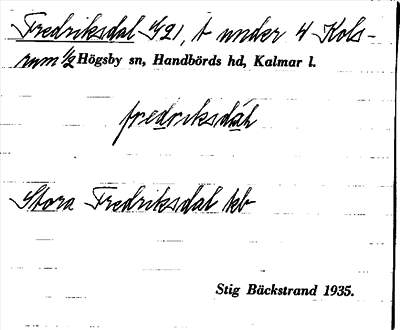 Fredriksdal 4/21, t under 4 Kols-
rum 1/2 Högsby sn, Handbörds hd, Kalmar l.
fredriksdäh
Stora Fredriksdal kb
Stig Bäckstrand 1935.